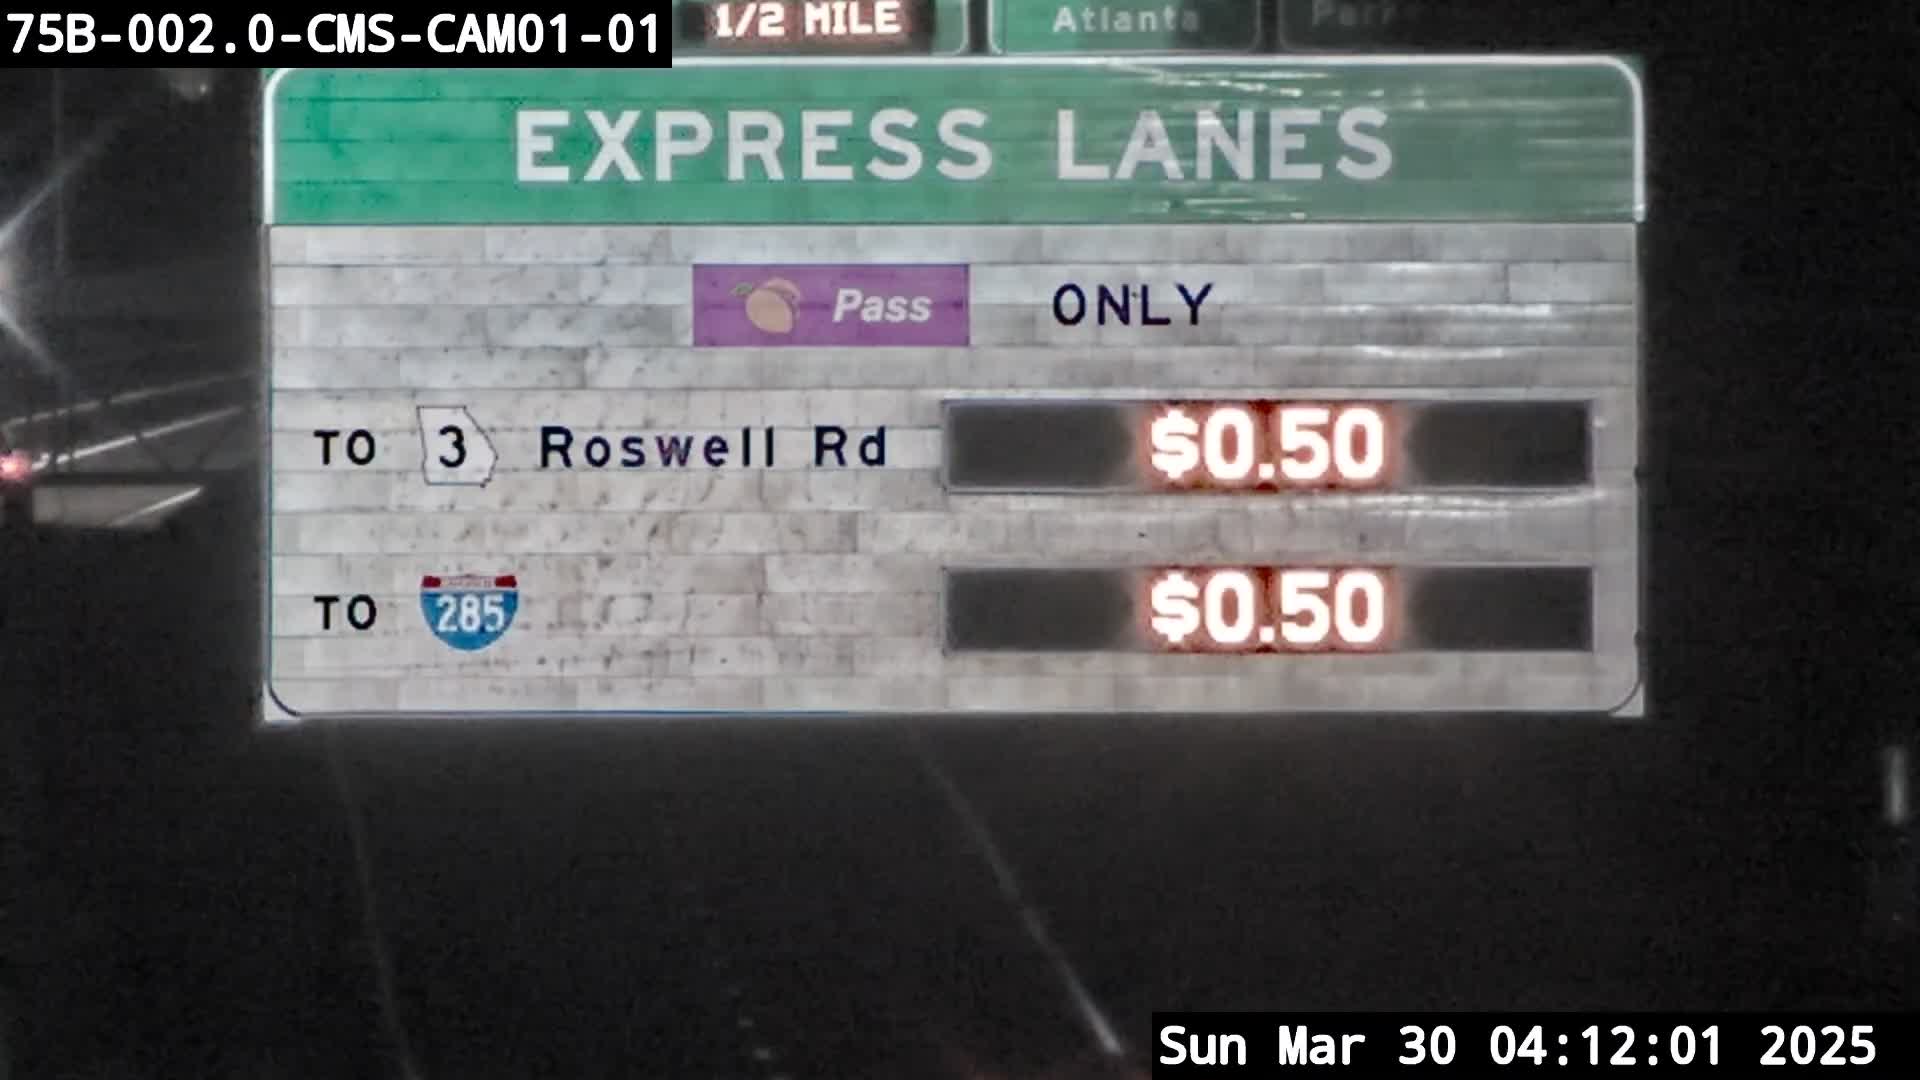 75B-002.0-CMS-CAM01-01
1/2 MILE
Atlanta
EXPRESS LANES
Pass ONLY
TO 3 Roswell Rd $0.50
TO 285 $0.50
Sun Mar 30 04:12:01 2025